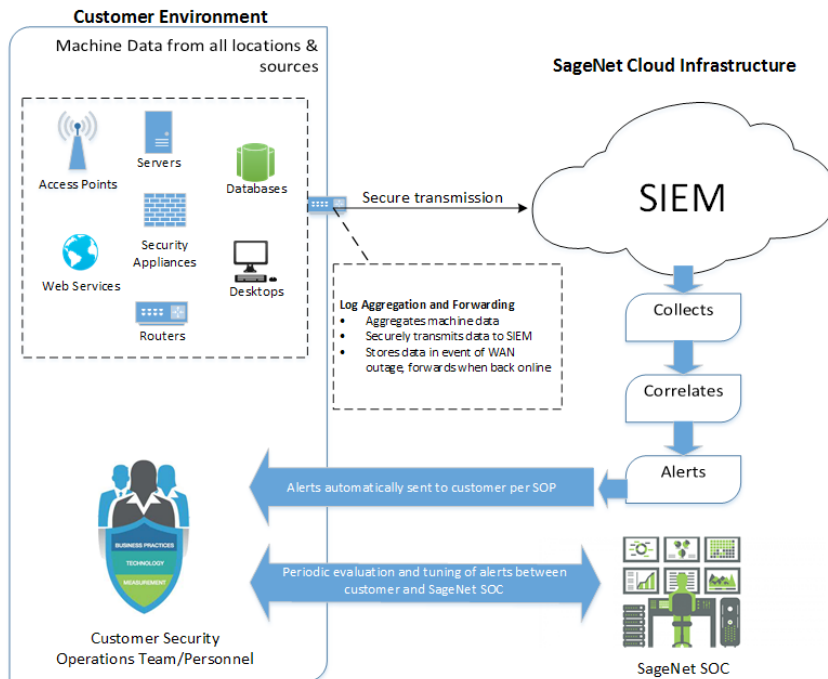 Customer Environment
Machine Data from all locations &
sources
SageNet Cloud Infrastructure
Access Points
Servers
Databases
Security
Appliances
Web Services
Desktops
Routers
Secure transmission
SIEM
Log Aggregation and Forwarding
• Aggregates machine data
• Securely transmits data to SIEM
• Stores data in event of WAN
outage, forwards when back online
Collects
Correlates
Alerts
Alerts automatically sent to customer per SOP
BUSINESS PRACTICES
TECHNOLOGY
MEASUREMENT
Periodic evaluation and tuning of alerts between
customer and SageNet SOC
Customer Security
Operations Team/Personnel
SageNet SOC